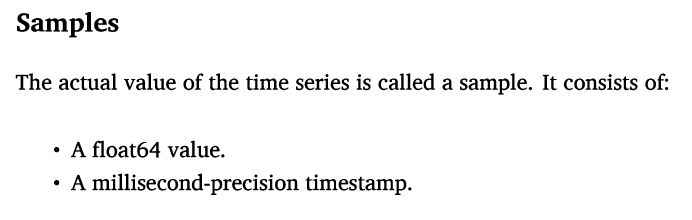 Samples
The actual value of the time series is called a sample. It consists of:
• A float64 value.
• A millisecond-precision timestamp.